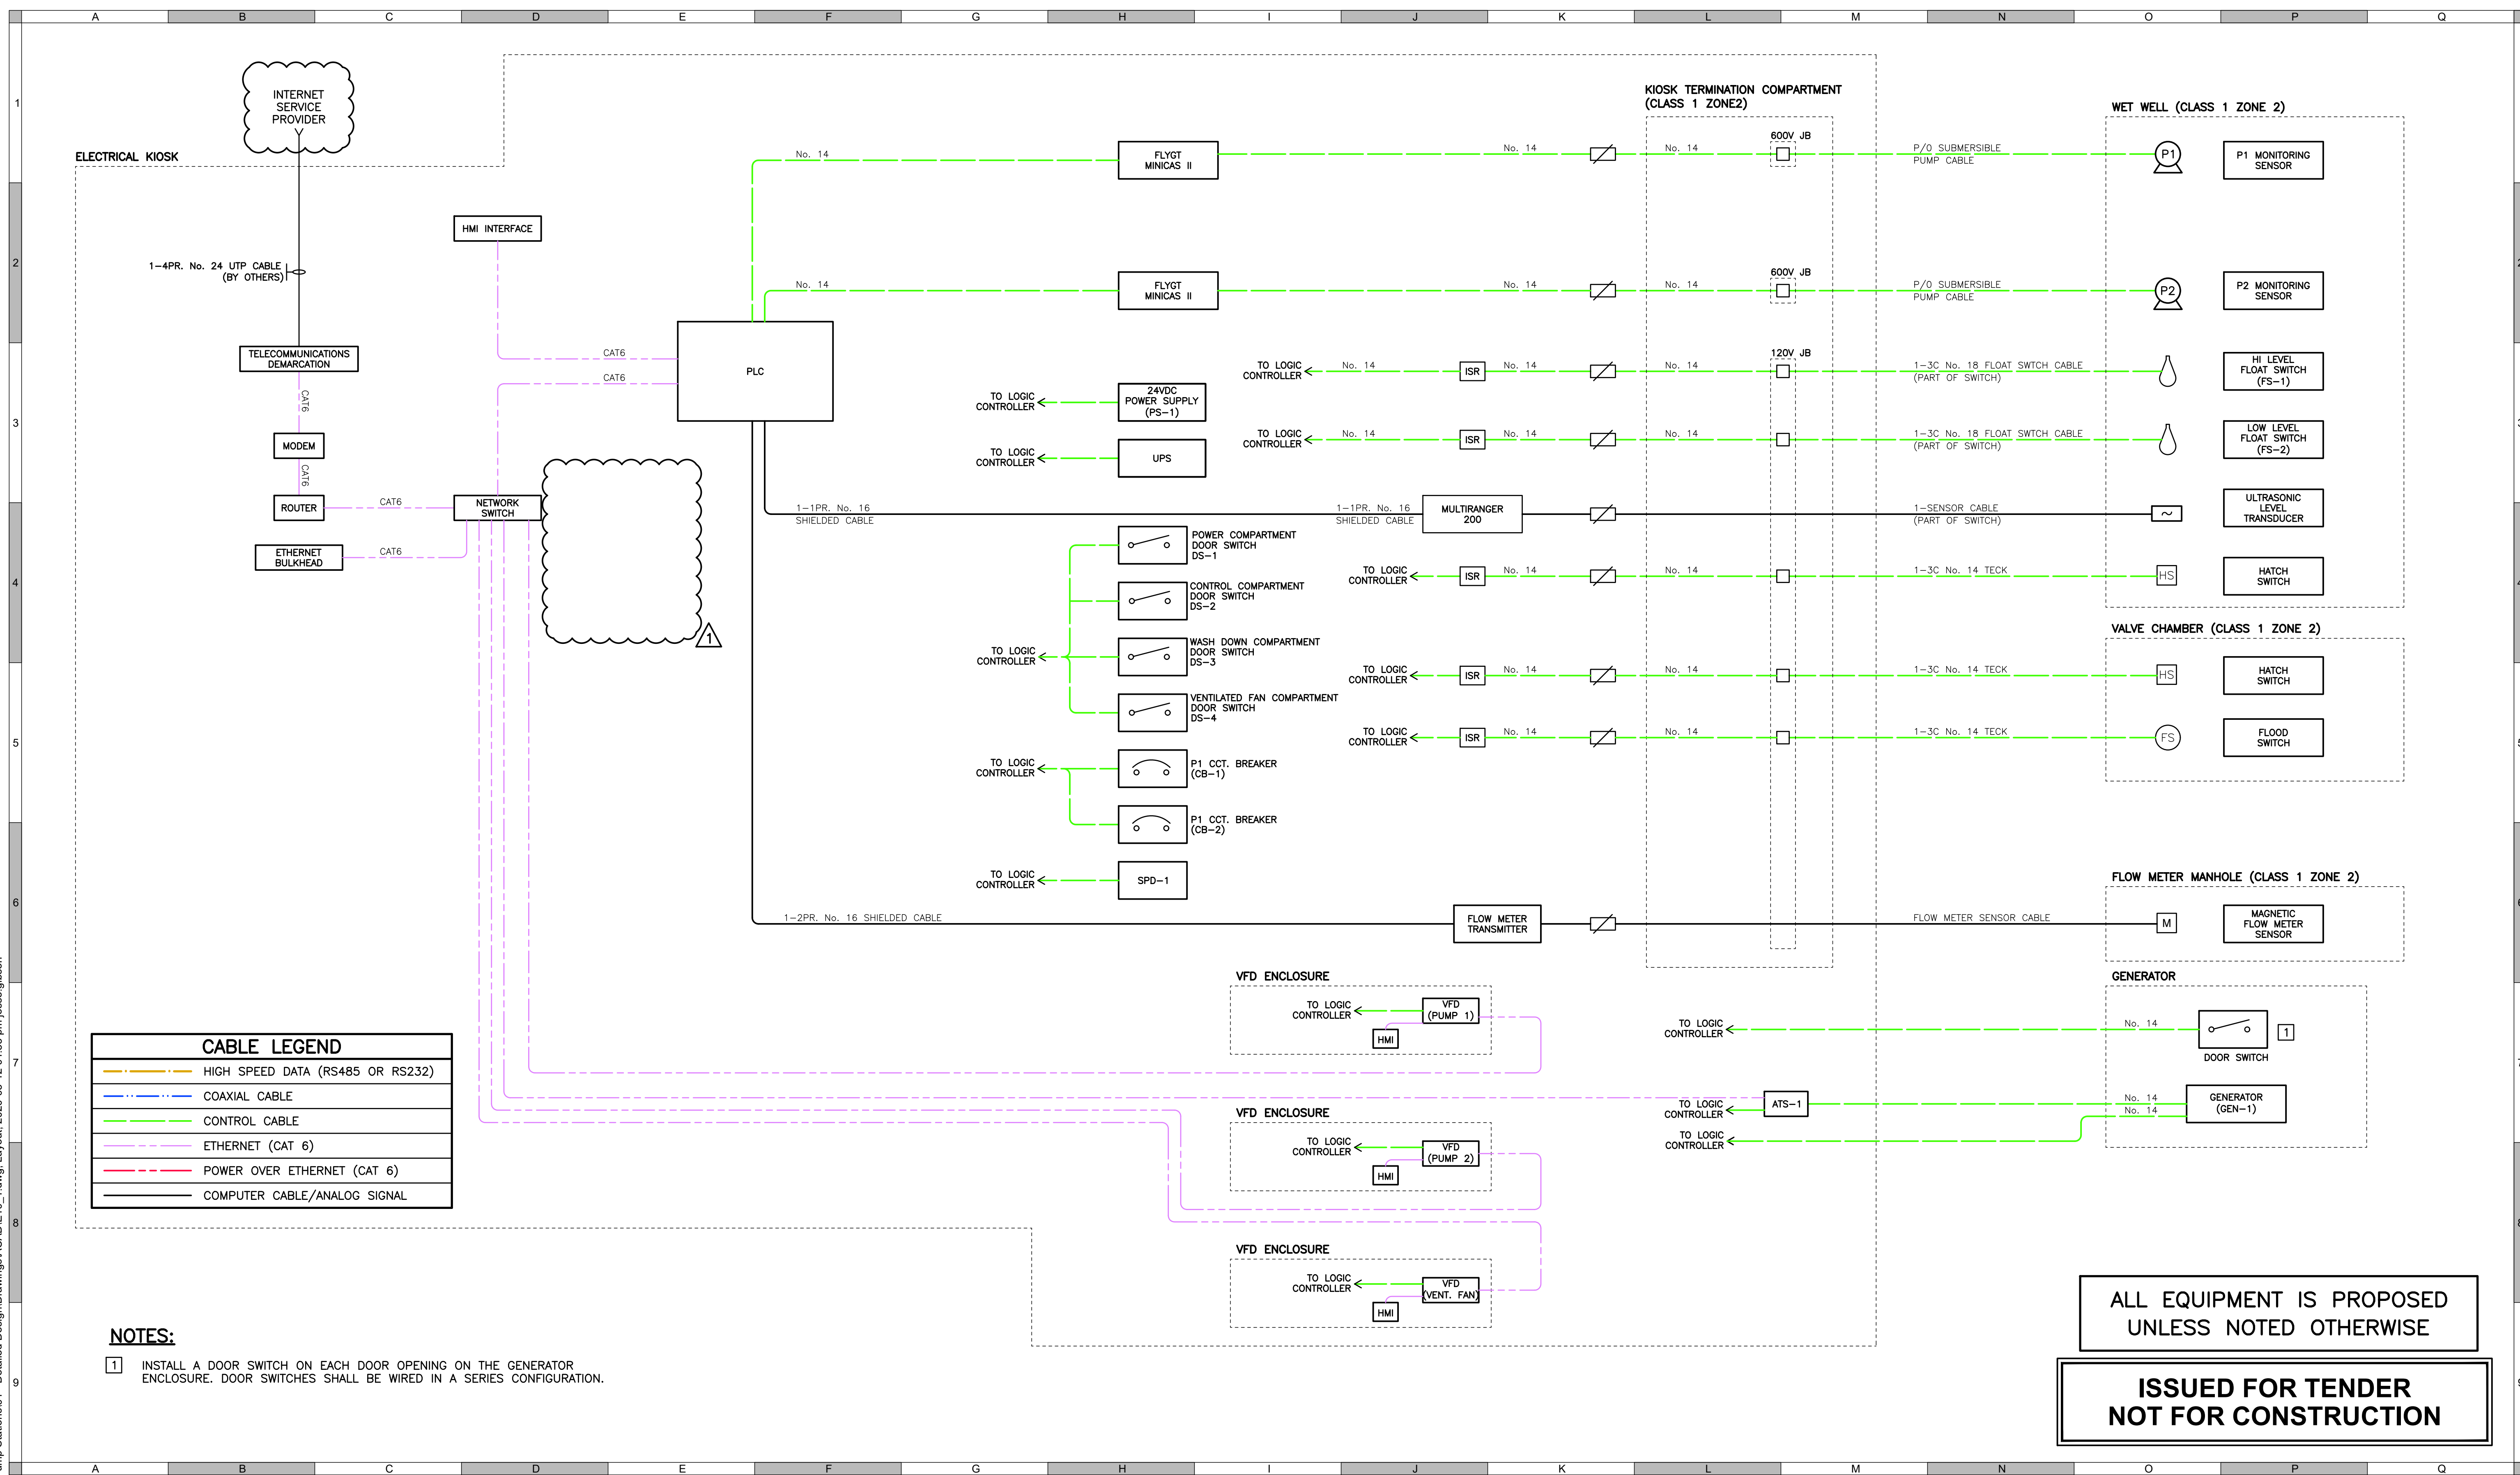 A B C D E F G H I J K L M N O P Q
1
2
3
4
5
6
7
8
9
INTERNET
SERVICE
PROVIDER
ELECTRICAL KIOSK
1-4PR. No. 24 UTP CABLE
(BY OTHERS)
TELECOMMUNICATIONS
DEMARCATION
CAT6
MODEM
CAT6
ROUTER
CAT6
ETHERNET
BULKHEAD
CAT6
HMI INTERFACE
NETWORK
SWITCH
CAT6
CAT6
PLC
1
No. 14
FLYGT
MINICAS II
No. 14
No. 14
600V JB
P/O SUBMERSIBLE
PUMP CABLE
No. 14
FLYGT
MINICAS II
No. 14
No. 14
600V JB
P/O SUBMERSIBLE
PUMP CABLE
KIOSK TERMINATION COMPARTMENT
(CLASS 1 ZONE2)
WET WELL (CLASS 1 ZONE 2)
P1
P1 MONITORING
SENSOR
P2
P2 MONITORING
SENSOR
TO LOGIC
CONTROLLER
No. 14
ISR
No. 14
No. 14
120V JB
1-3C No. 18 FLOAT SWTCH CABLE
(PART OF SWITCH)
HI LEVEL
FLOAT SWITCH
(FS-1)
TO LOGIC
CONTROLLER
24VDC
POWER SUPPLY
(PS-1)
TO LOGIC
CONTROLLER
No. 14
ISR
No. 14
No. 14
1-3C No. 18 FLOAT SWTCH CABLE
(PART OF SWITCH)
LOW LEVEL
FLOAT SWITCH
(FS-2)
TO LOGIC
CONTROLLER
UPS
1-1PR. No. 16
SHIELDED CABLE
1-1PR. No. 16
SHIELDED CABLE
MULTIRANGER
200
1-SENSOR CABLE
(PART OF SWITCH)
~
ULTRASONIC
LEVEL
TRANSDUCER
POWER COMPARTMENT
DOOR SWITCH
DS-1
CONTROL COMPARTMENT
DOOR SWITCH
DS-2
TO LOGIC
CONTROLLER
WASH DOWN COMPARTMENT
DOOR SWITCH
DS-3
VENTILATED FAN COMPARTMENT
DOOR SWITCH
DS-4
TO LOGIC
CONTROLLER
ISR
No. 14
No. 14
1-3C No. 14 TECK
HS
HATCH
SWITCH
VALVE CHAMBER (CLASS 1 ZONE 2)
TO LOGIC
CONTROLLER
ISR
No. 14
No. 14
1-3C No. 14 TECK
HS
HATCH
SWITCH
TO LOGIC
CONTROLLER
ISR
No. 14
No. 14
1-3C No. 14 TECK
FS
FLOOD
SWITCH
TO LOGIC
CONTROLLER
P1 CCT. BREAKER
(CB-1)
P1 CCT. BREAKER
(CB-2)
TO LOGIC
CONTROLLER
SPD-1
1-2PR. No. 16 SHIELDED CABLE
FLOW METER
TRANSMITTER
FLOW METER SENSOR CABLE
FLOW METER MANHOLE (CLASS 1 ZONE 2)
M
MAGNETIC
FLOW METER
SENSOR
VFD ENCLOSURE
TO LOGIC
CONTROLLER
VFD
(PUMP 1)
HMI
VFD ENCLOSURE
TO LOGIC
CONTROLLER
VFD
(PUMP 2)
HMI
VFD ENCLOSURE
TO LOGIC
CONTROLLER
VFD
(VENT. FAN)
HMI
GENERATOR
TO LOGIC
CONTROLLER
No. 14
1
DOOR SWITCH
TO LOGIC
CONTROLLER
ATS-1
No. 14
No. 14
GENERATOR
(GEN-1)
TO LOGIC
CONTROLLER
CABLE LEGEND
HIGH SPEED DATA (RS485 OR RS232)
COAXIAL CABLE
CONTROL CABLE
ETHERNET (CAT 6)
POWER OVER ETHERNET (CAT 6)
COMPUTER CABLE/ANALOG SIGNAL
NOTES:
1 INSTALL A DOOR SWITCH ON EACH DOOR OPENING ON THE GENERATOR
ENCLOSURE. DOOR SWITCHES SHALL BE WIRED IN A SERIES CONFIGURATION.
ALL EQUIPMENT IS PROPOSED
UNLESS NOTED OTHERWISE
ISSUED FOR TENDER
NOT FOR CONSTRUCTION
A B C D E F G H I J K L M N O P Q